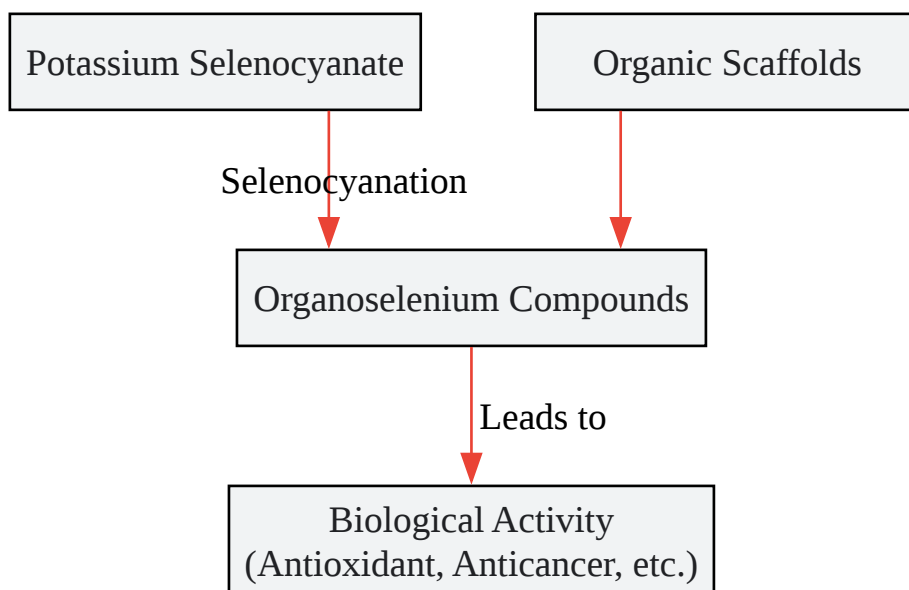 Potassium Selenocyanate
Organic Scaffolds
Selenocyanation
Organoselenium Compounds
Leads to
Biological Activity
(Antioxidant, Anticancer, etc.)